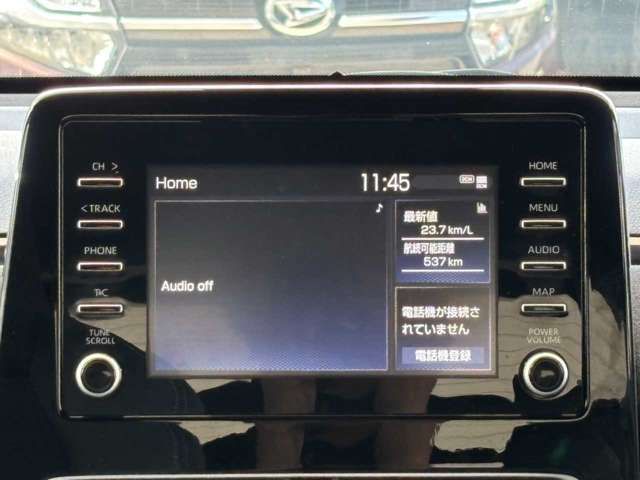 CH >
< TRACK
PHONE
TUNE
SCROLL
Home
11:45
DCM
Audio off
最新値
23.7 km/L
航続可能距離
537 km
電話機が接続さ
れていません
電話機登録
HOME
MENU
AUDIO
MAP
POWER
VOLUME